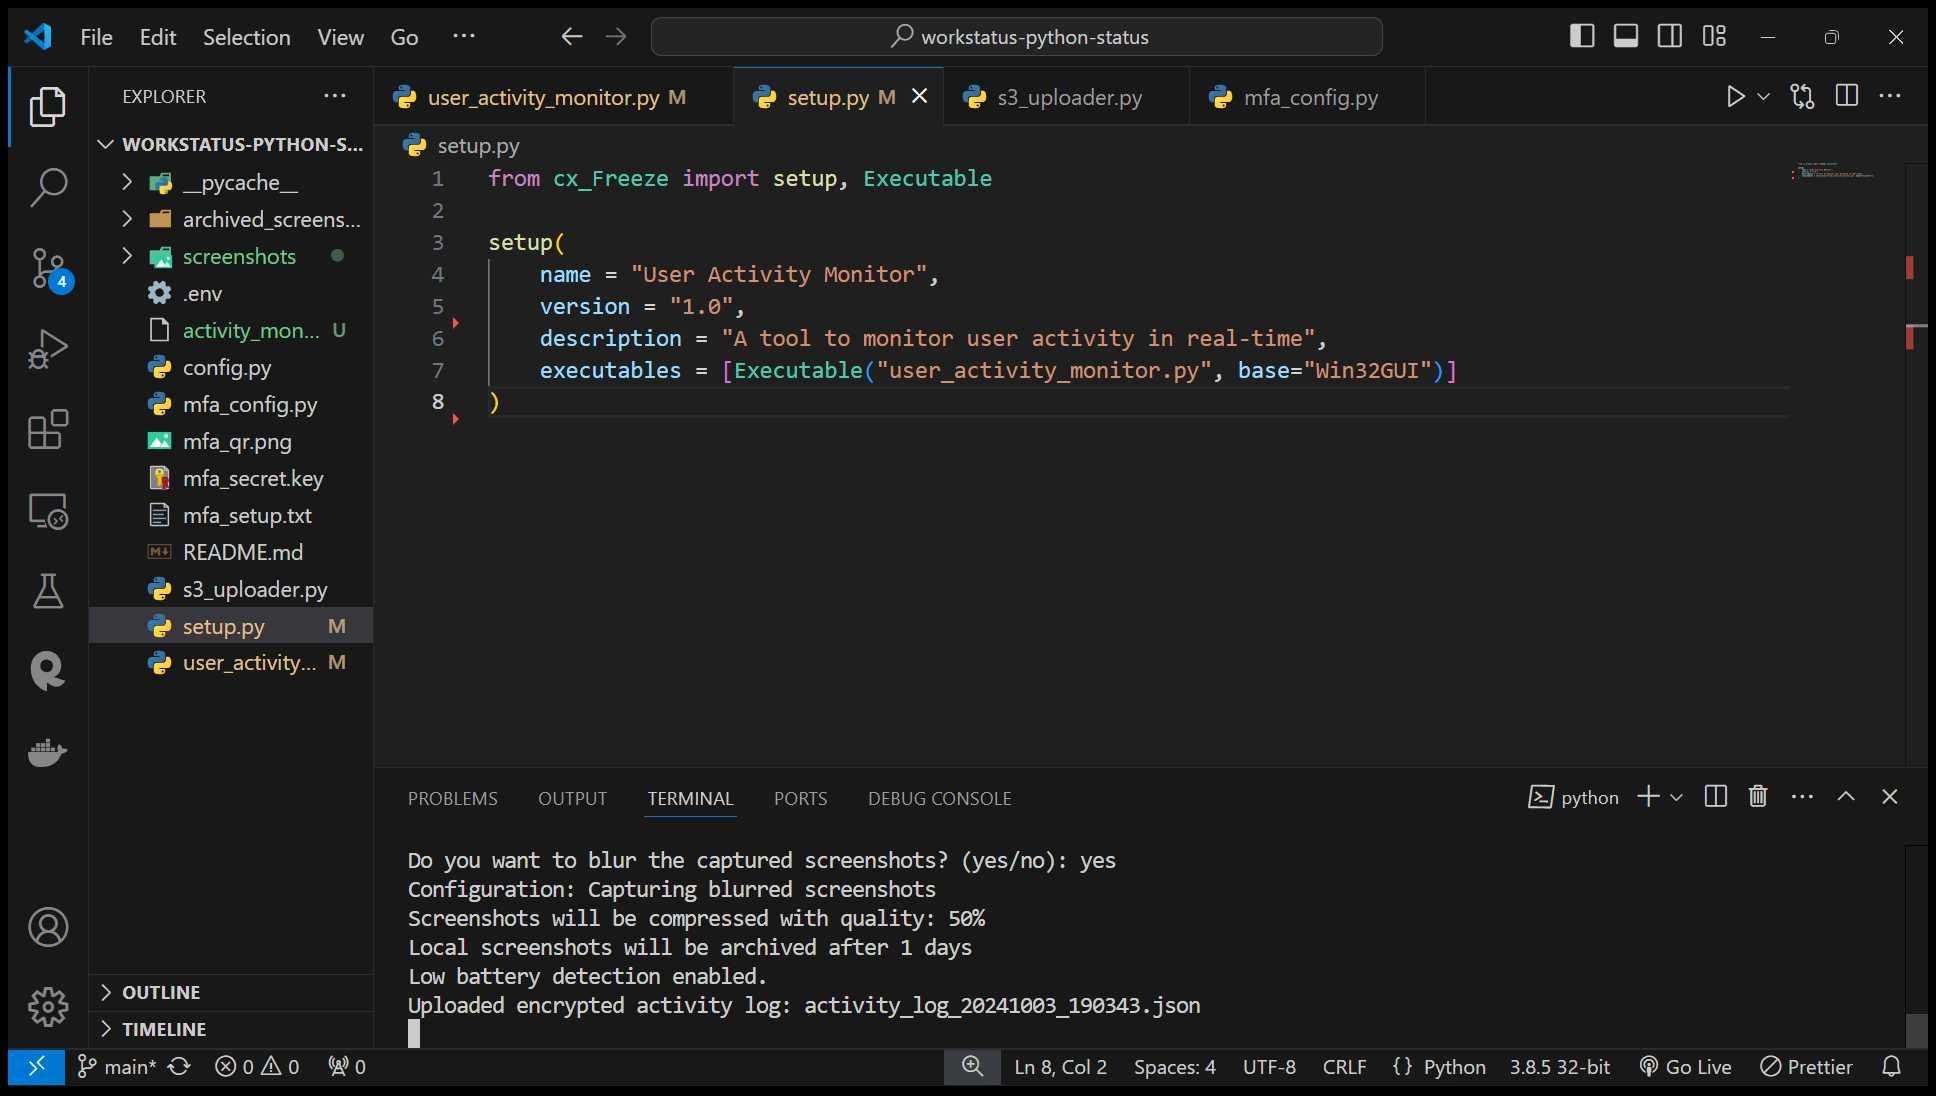 File Edit Selection View Go ···
workstatus-python-status
EXPLORER
WORKSTATUS-PYTHON-S...
__pycache__
archived_screens...
screenshots
.env
activity_mon... U
config.py
mfa_config.py
mfa_qr.png
mfa_secret.key
mfa_setup.txt
README.md
s3_uploader.py
setup.py M
user_activity... M
OUTLINE
TIMELINE
4
user_activity_monitor.py M
setup.py M
s3_uploader.py
mfa_config.py
setup.py
1 from cx_Freeze import setup, Executable
2
3 setup(
4 name = "User Activity Monitor",
5 version = "1.0",
6 description = "A tool to monitor user activity in real-time",
7 executables = [Executable("user_activity_monitor.py", base="Win32GUI")]
8 )
PROBLEMS OUTPUT TERMINAL PORTS DEBUG CONSOLE
python
Do you want to blur the captured screenshots? (yes/no): yes
Configuration: Capturing blurred screenshots
Screenshots will be compressed with quality: 50%
Local screenshots will be archived after 1 days
Low battery detection enabled.
Uploaded encrypted activity log: activity_log_20241003_190343.json
main* 0 0 0 Ln 8, Col 2 Spaces: 4 UTF-8 CRLF {} Python 3.8.5 32-bit Go Live Prettier